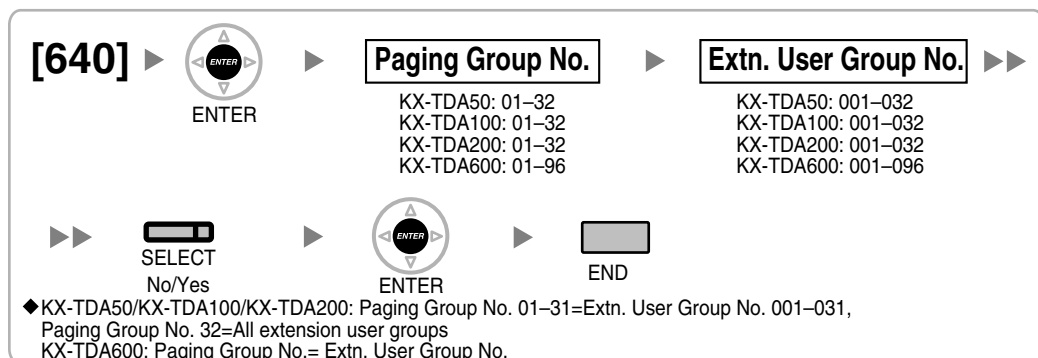 [640] ENTER Paging Group No. Extn. User Group No.
ENTER
KX-TDA50: 01–32 KX-TDA50: 001–032
KX-TDA100: 01–32 KX-TDA100: 001–032
KX-TDA200: 01–32 KX-TDA200: 001–032
KX-TDA600: 01–96 KX-TDA600: 001–096
ENTER
SELECT
No/Yes
ENTER
END
◆KX-TDA50/KX-TDA100/KX-TDA200: Paging Group No. 01–31=Extn. User Group No. 001–031,
Paging Group No. 32=All extension user groups
KX-TDA600: Paging Group No.= Extn. User Group No.